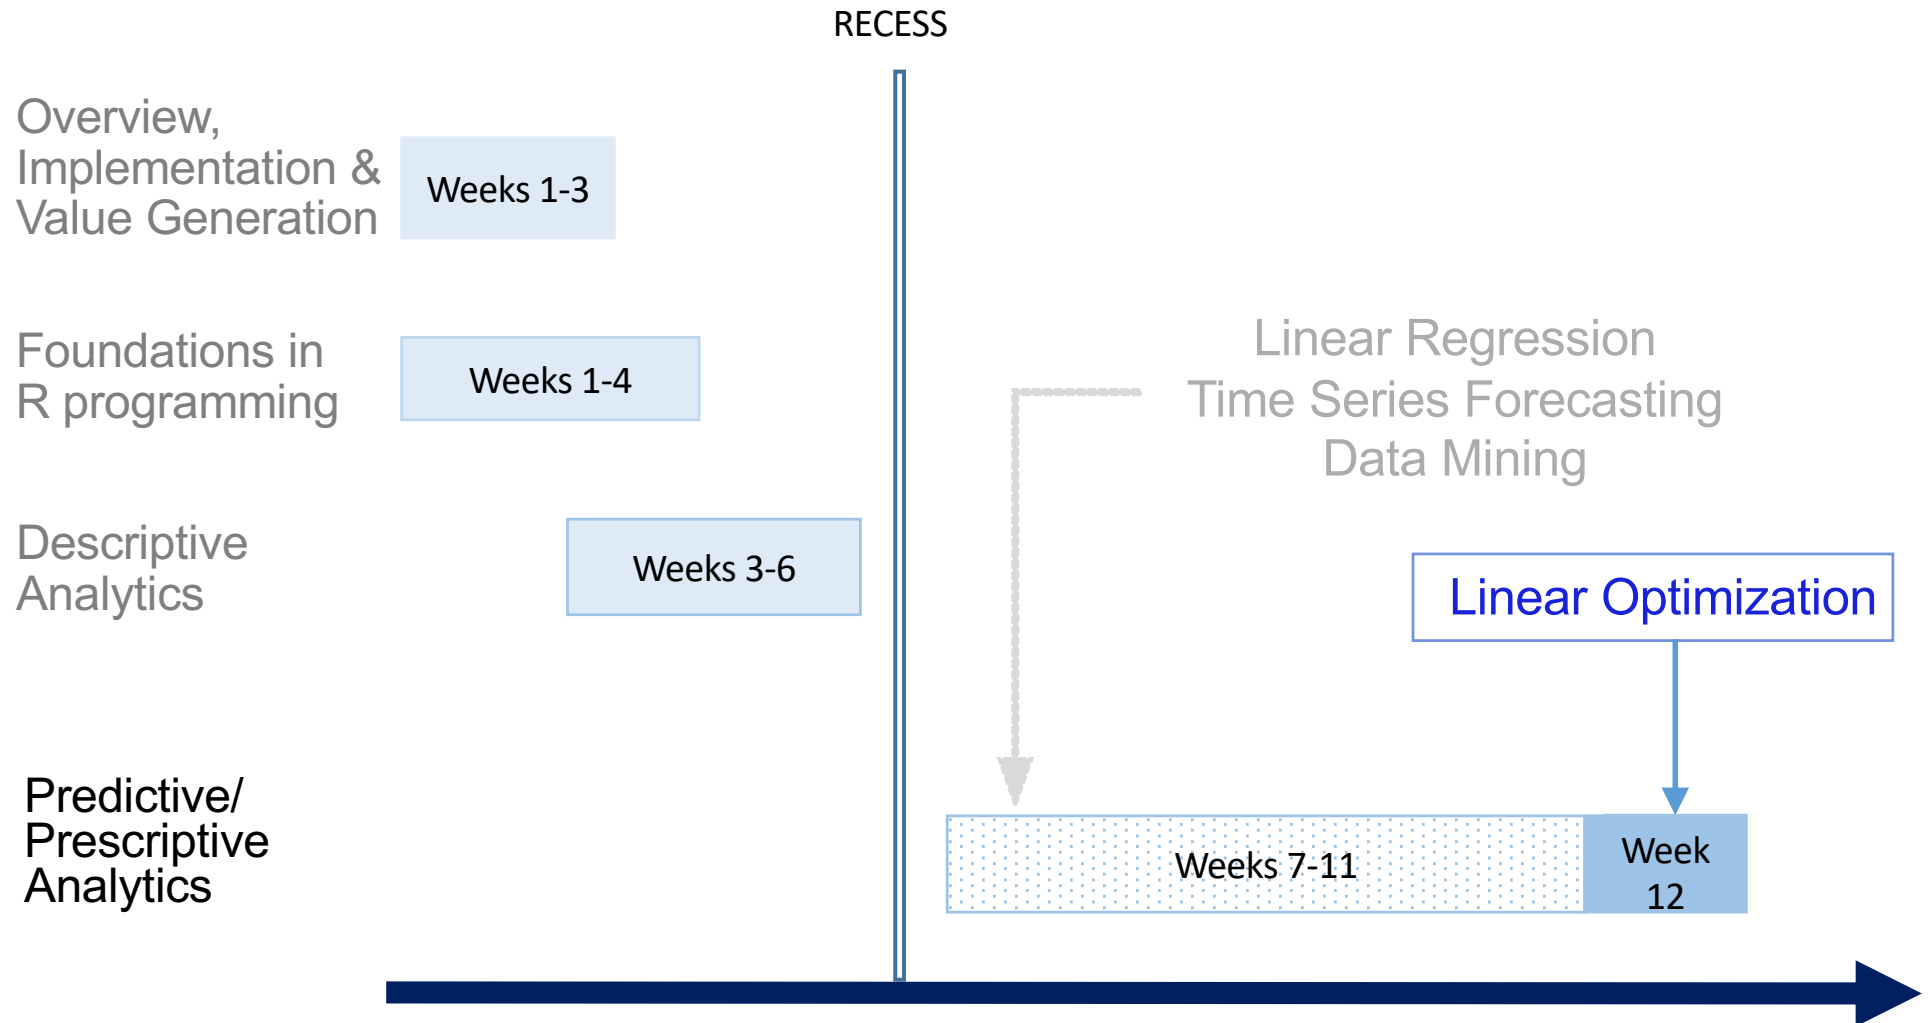 RECESS
Overview,
Implementation &
Value Generation
Weeks 1-3
Foundations in
R programming
Weeks 1-4
Linear Regression
Time Series Forecasting
Data Mining
Descriptive
Analytics
Weeks 3-6
Linear Optimization
Predictive/
Prescriptive
Analytics
Weeks 7-11
Week
12